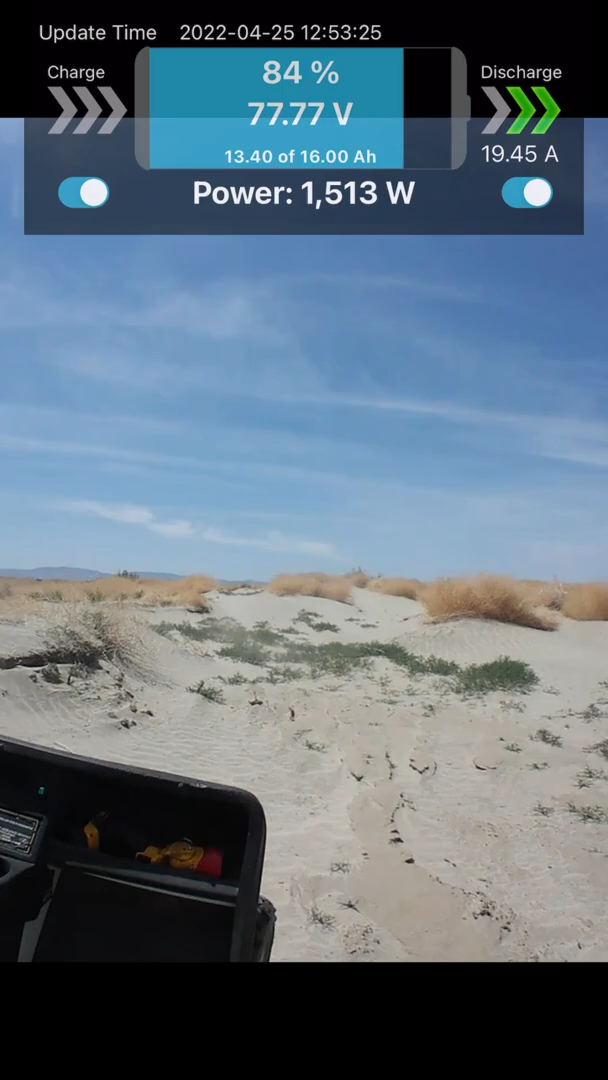 Update Time 2022-04-25 12:53:25
Charge
84 %
Discharge
77.77 V
13.40 of 16.00 Ah
19.45 A
Power: 1,513 W